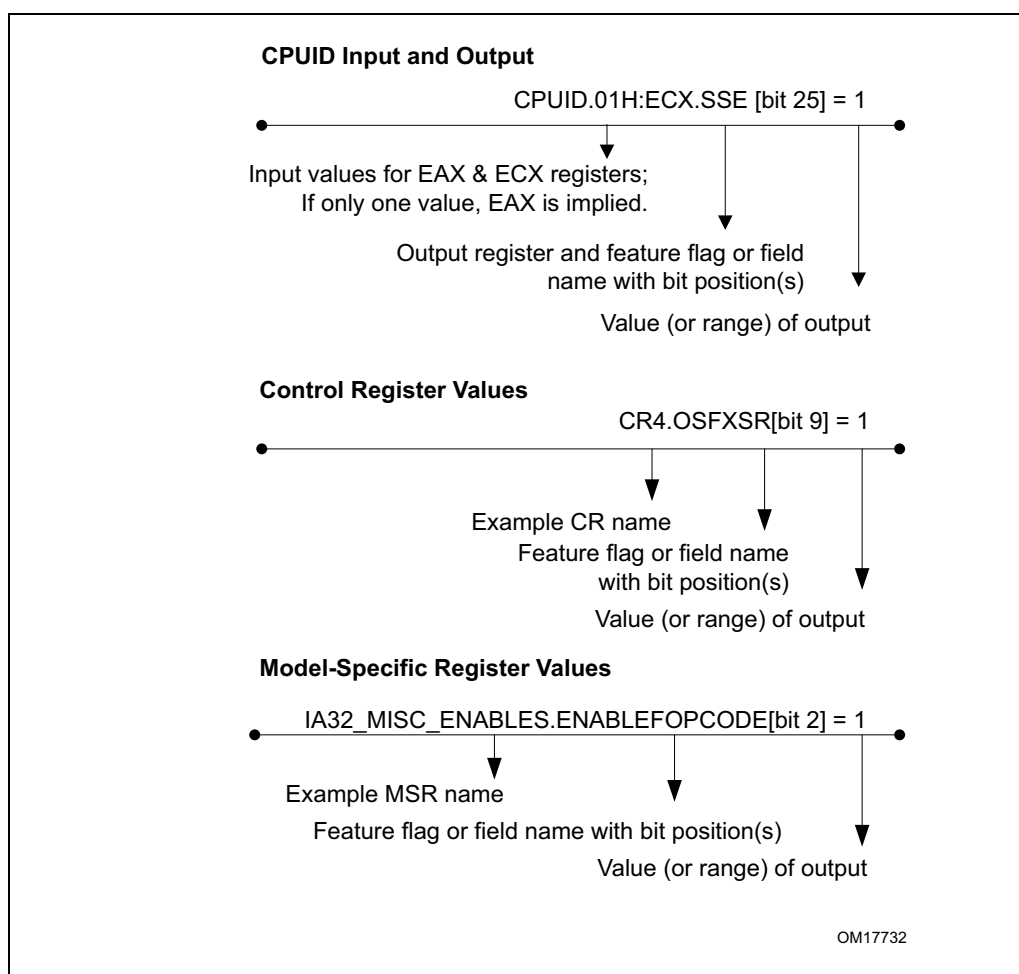 CPUID Input and Output
CPUID.01H:ECX.SSE [bit 25] = 1
Input values for EAX & ECX registers;
If only one value, EAX is implied.
Output register and feature flag or field
name with bit position(s)
Value (or range) of output
Control Register Values
CR4.OSFXSR[bit 9] = 1
Example CR name
Feature flag or field name
with bit position(s)
Value (or range) of output
Model-Specific Register Values
IA32_MISC_ENABLES.ENABLEFOPCODE[bit 2] = 1
Example MSR name
Feature flag or field name with bit position(s)
Value (or range) of output
OM17732